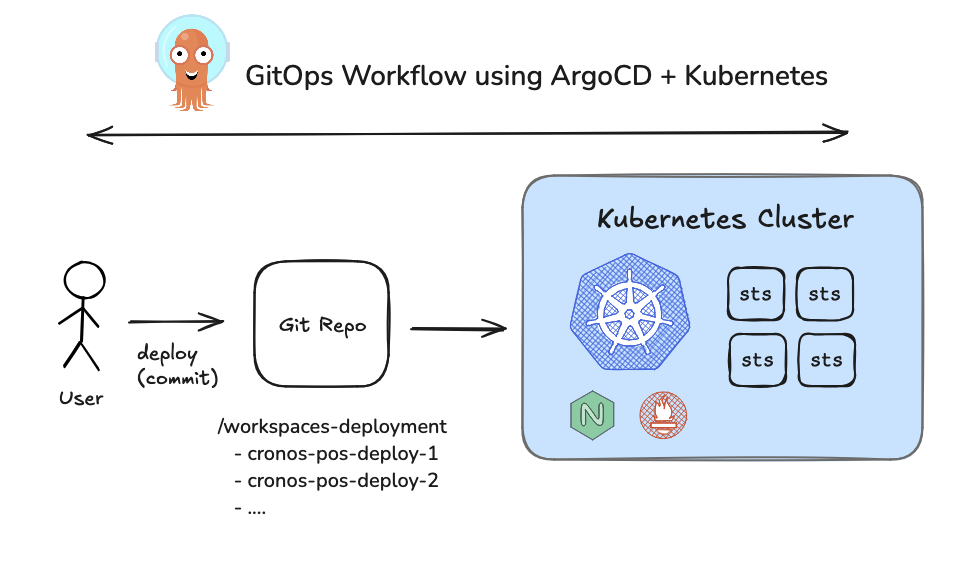 GitOps Workflow using ArgoCD + Kubernetes
Kubernetes Cluster
sts
sts
sts
sts
N
Git Repo
deploy
(commit)
User
/workspaces-deployment
- cronos-pos-deploy-1
- cronos-pos-deploy-2
- ....